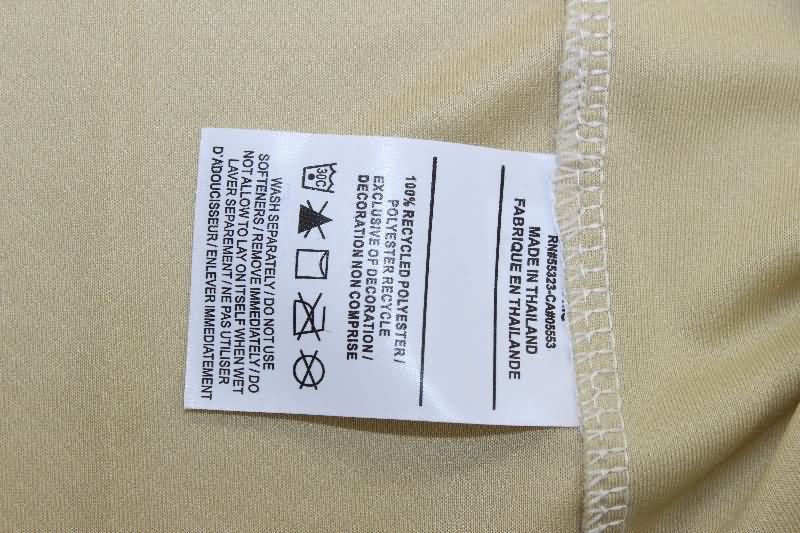 RN#55323-CA#05553
MADE IN THAILAND
FABRIQUE EN THAILANDE
100% RECYCLED POLYESTER /
POLYESTER RECYCLE
EXCLUSIVE OF DECORATION /
DECORATION NON COMPRISE
30C
WASH SEPARATELY / DO NOT USE
SOFTENERS / REMOVE IMMEDIATELY / DO
NOT ALLOW TO LAY ON ITSELF WHEN WET
LAVER SEPAREMENT / NE PAS UTILISER
D'ADOUCISSEUR / ENLEVER IMMEDIATEMENT